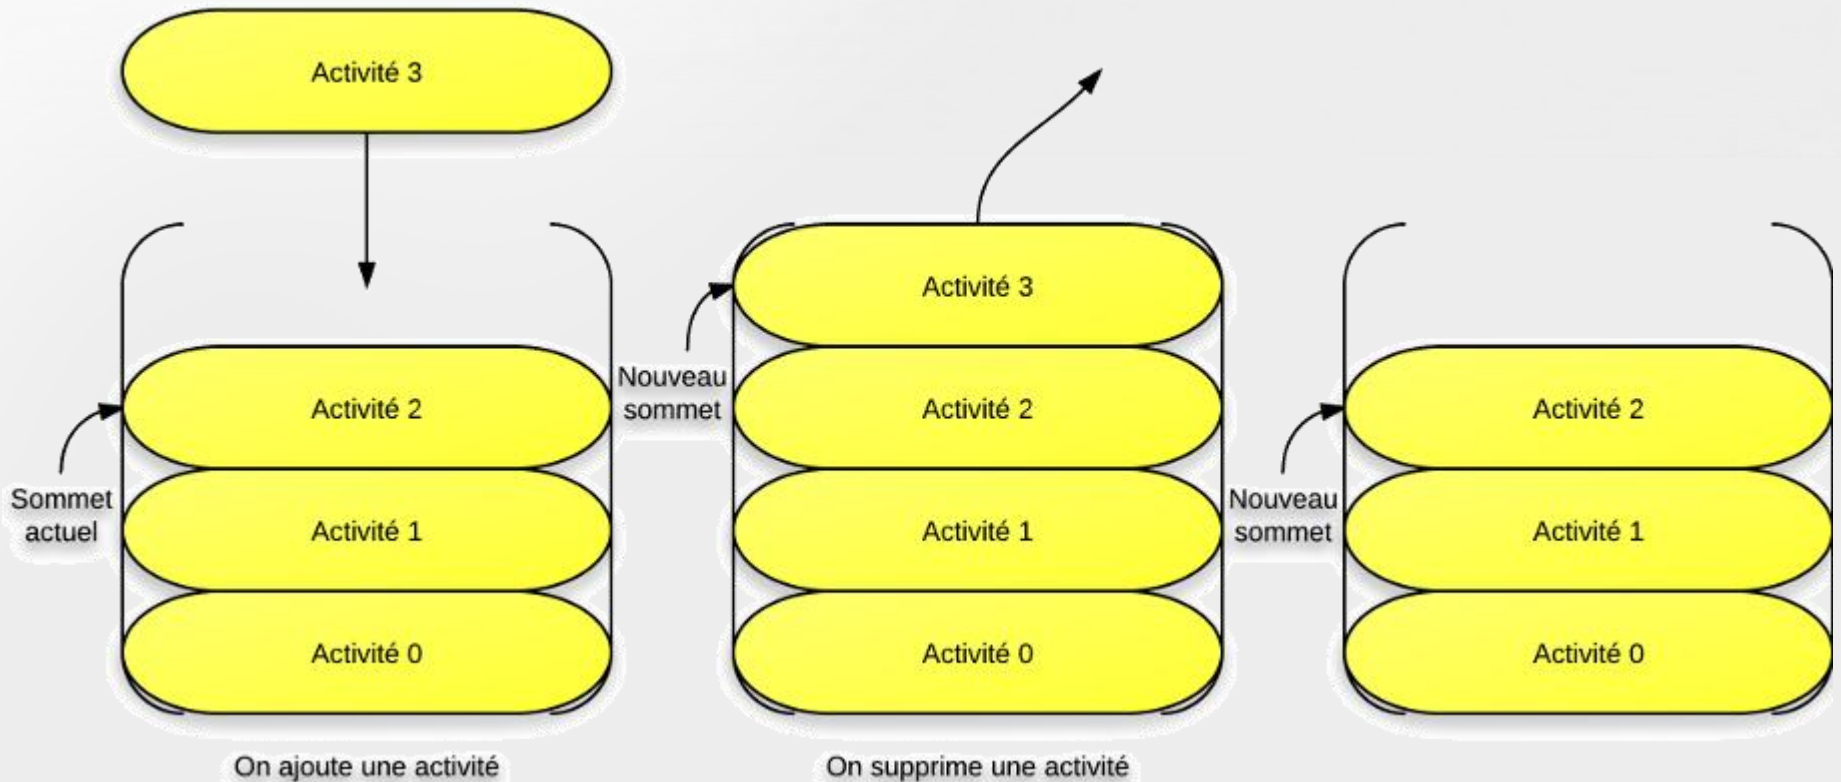 Activité 3
Activité 2
Sommet
actuel
Activité 1
Activité 0
On ajoute une activité
Activité 3
Nouveau
sommet
Activité 2
Activité 1
Activité 0
On supprime une activité
Nouveau
sommet
Activité 2
Activité 1
Activité 0